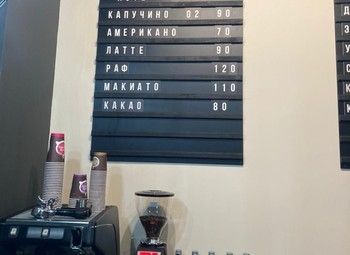 КАПУЧИНО 02 90
АМЕРИКАНО 70
ЛАТТЕ 90
РАФ 120
МАКИАТО 110
КАКАО 80
Д
З
У
С
К
К